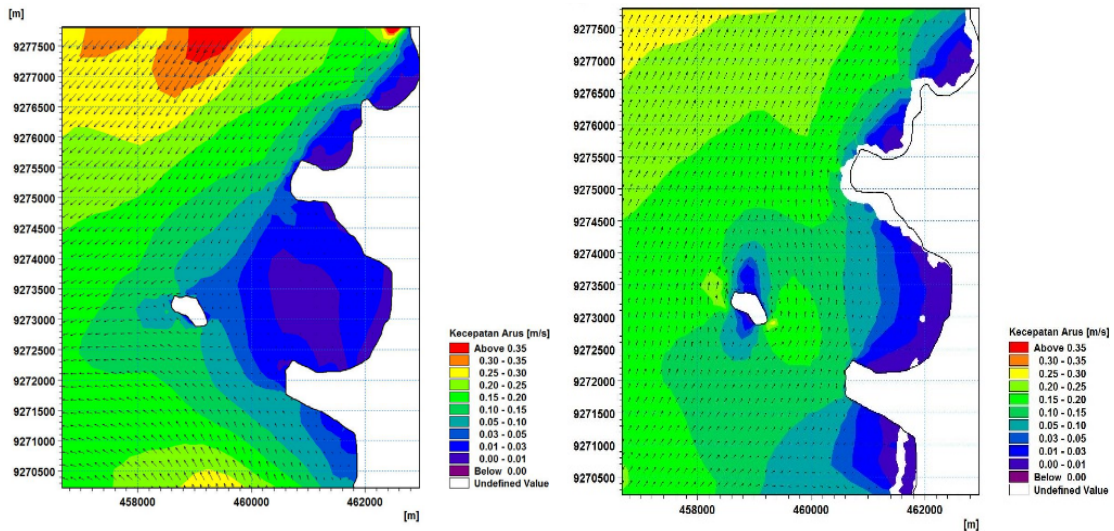 [m]
9277500
9277000
9276500
9276000
9275500
9275000
9274500
9274000
9273500
9273000
9272500
9272000
9271500
9271000
9270500
458000 460000 462000
[m]
Kecepatan Arus [m/s]
Above 0.35
0.30 - 0.35
0.25 - 0.30
0.20 - 0.25
0.15 - 0.20
0.10 - 0.15
0.05 - 0.10
0.03 - 0.05
0.01 - 0.03
0.00 - 0.01
Below 0.00
Undefined Value
[m]
9277500
9277000
9276500
9276000
9275500
9275000
9274500
9274000
9273500
9273000
9272500
9272000
9271500
9271000
9270500
458000 460000 462000
[m]
Kecepatan Arus [m/s]
Above 0.35
0.30 - 0.35
0.25 - 0.30
0.20 - 0.25
0.15 - 0.20
0.10 - 0.15
0.05 - 0.10
0.03 - 0.05
0.01 - 0.03
0.00 - 0.01
Below 0.00
Undefined Value